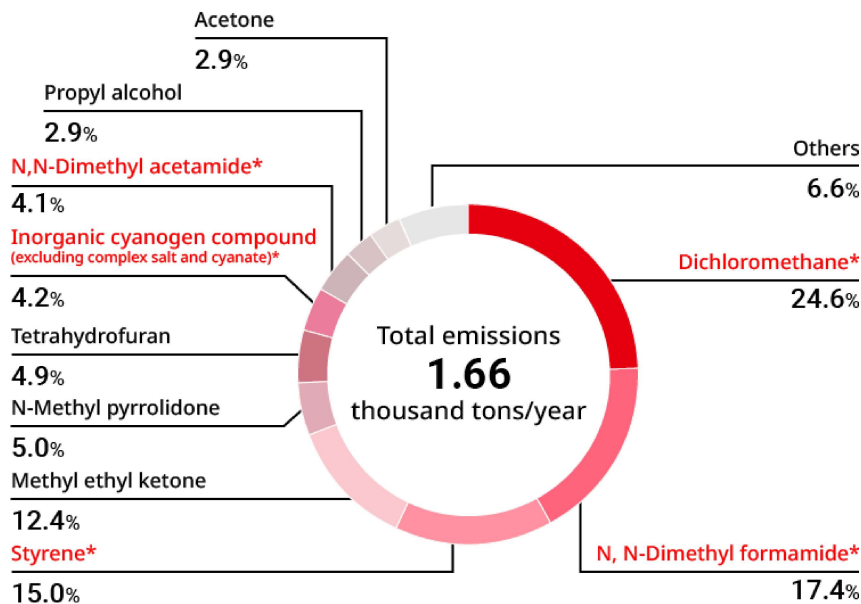 Acetone
2.9%
Propyl alcohol
2.9%
N,N-Dimethyl acetamide*
4.1%
Inorganic cyanogen compound
(excluding complex salt and cyanate)*
4.2%
Tetrahydrofuran
4.9%
N-Methyl pyrrolidone
5.0%
Methyl ethyl ketone
12.4%
Styrene*
15.0%
Total emissions
1.66
thousand tons/year
Others
6.6%
Dichloromethane*
24.6%
N, N-Dimethyl formamide*
17.4%